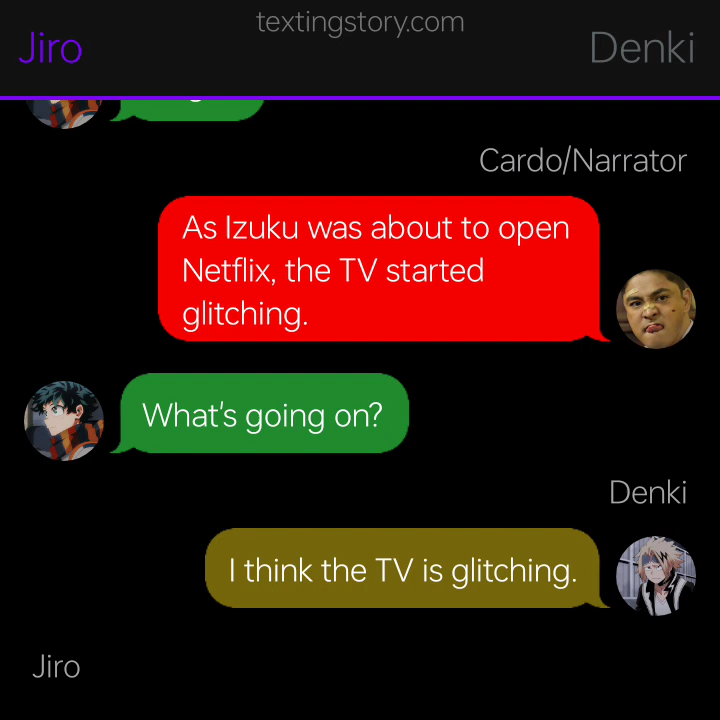 textingstory.com
Jiro
Denki
Cardo/Narrator
As Izuku was about to open
Netflix, the TV started
glitching.
What's going on?
Denki
I think the TV is glitching.
Jiro